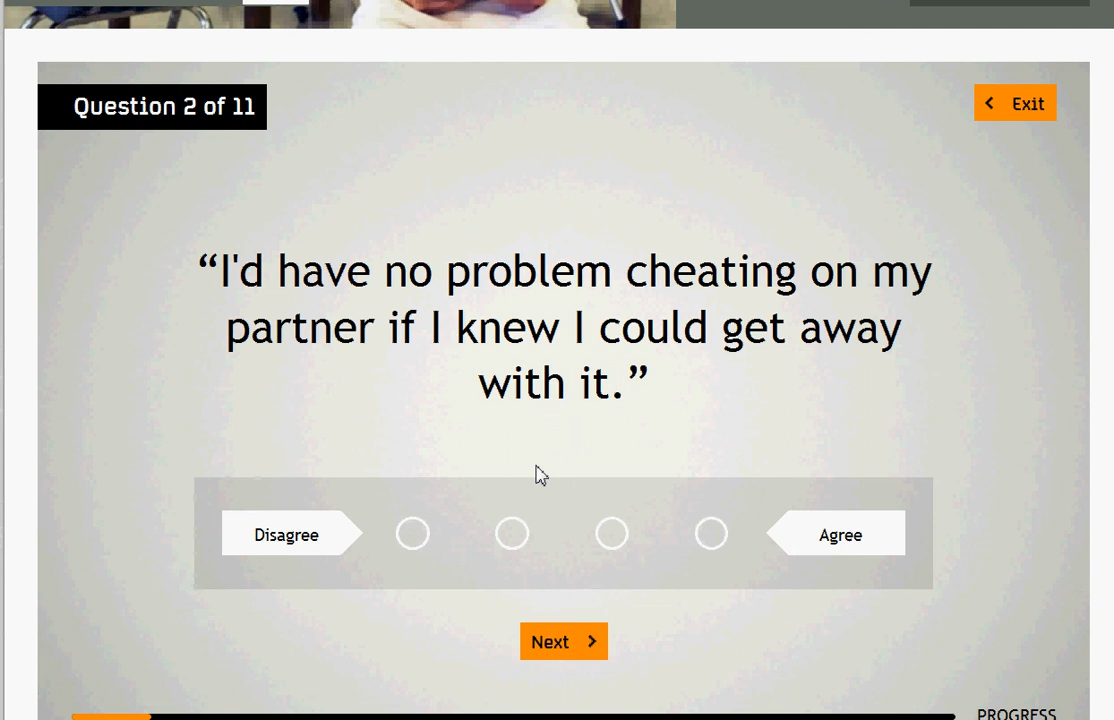 Question 2 of 11
Exit
“I'd have no problem cheating on my
partner if I knew I could get away
with it.”
Disagree
Agree
Next
PROGRESS